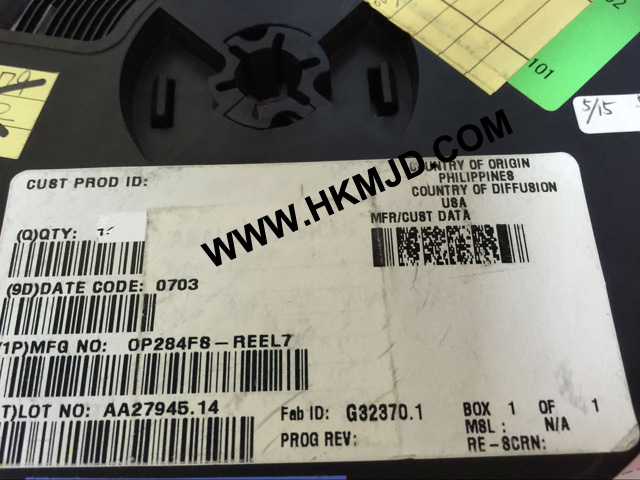 02
101
5/15
CUST PROD ID:
COUNTRY OF ORIGIN
PHILIPPINES
COUNTRY OF DIFFUSION
USA
MFR/CUST DATA
WWW.HKMJD.COM
(Q)QTY:
(9D)DATE CODE: 0703
(1P)MFG NO: OP284FS-REEL7
T)LOT NO: AA27945.14
Fab ID: G32370.1
BOX 1 OF 1
MSL : N/A
PROG REV:
RE-SCRN: